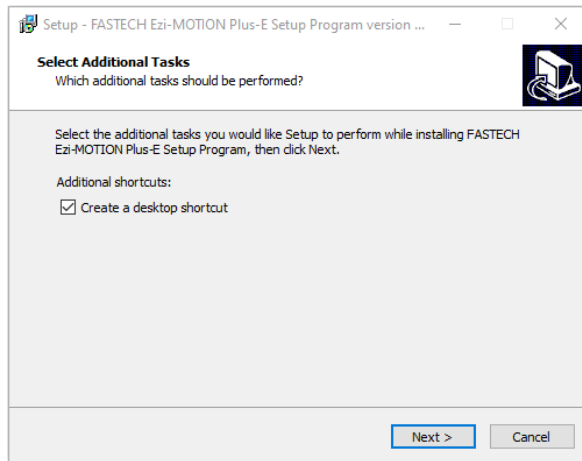 Setup - FASTECH Ezi-MOTION Plus-E Setup Program version ...
Select Additional Tasks
Which additional tasks should be performed?
Select the additional tasks you would like Setup to perform while installing FASTECH
Ezi-MOTION Plus-E Setup Program, then click Next.
Additional shortcuts:
Create a desktop shortcut
Next >
Cancel